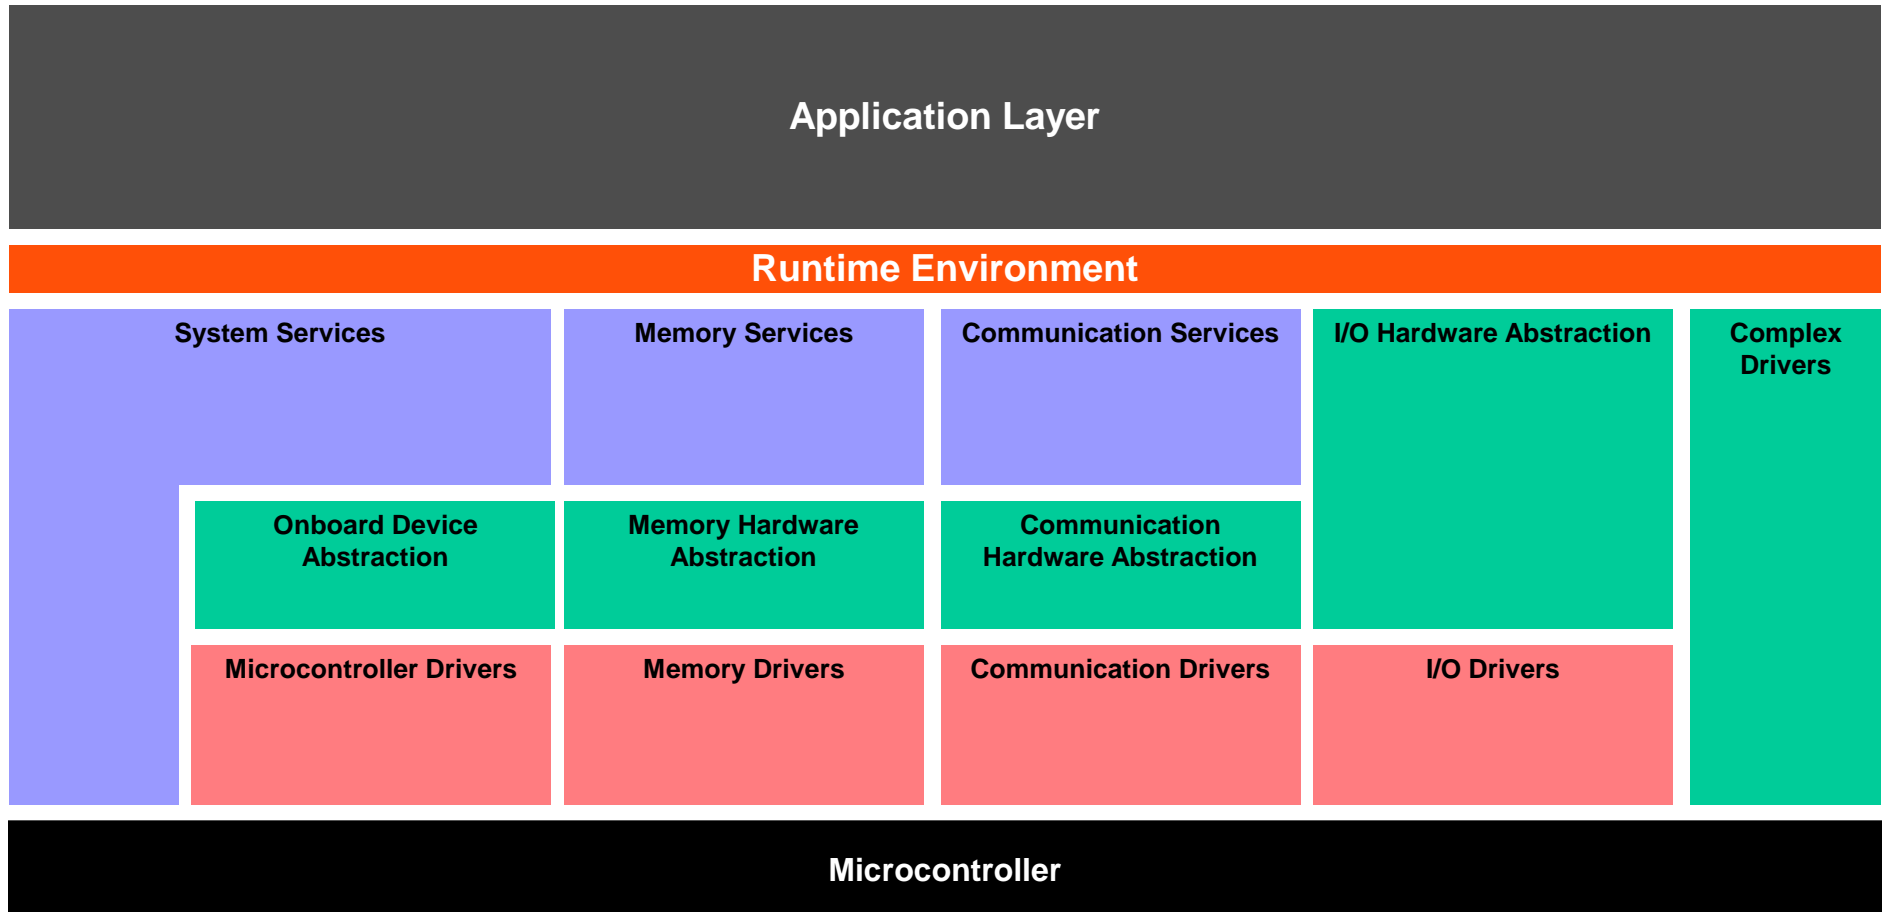 Application Layer
Runtime Environment
System Services
Memory Services
Communication Services
I/O Hardware Abstraction
Complex
Drivers
Onboard Device
Abstraction
Memory Hardware
Abstraction
Communication
Hardware Abstraction
Microcontroller Drivers
Memory Drivers
Communication Drivers
I/O Drivers
Microcontroller